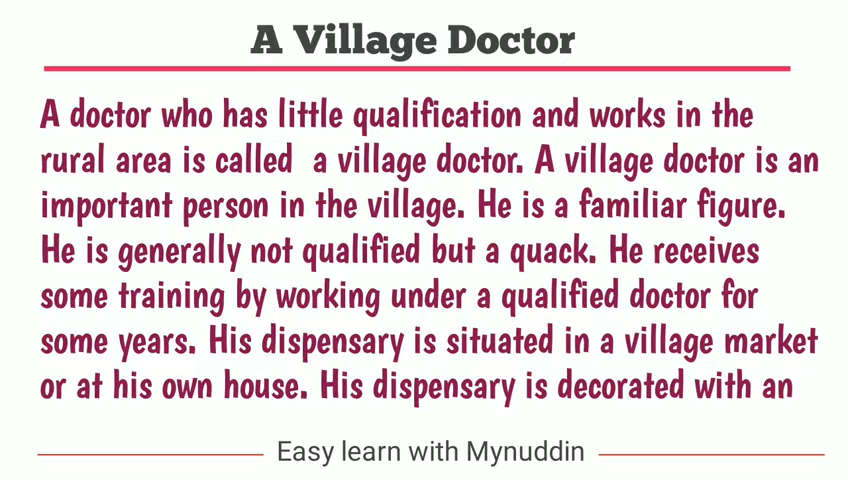 A Village Doctor
A doctor who has little qualification and works in the
rural area is called a village doctor. A village doctor is an
important person in the village. He is a familiar figure.
He is generally not qualified but a quack. He receives
some training by working under a qualified doctor for
some years. His dispensary is situated in a village market
or at his own house. His dispensary is decorated with an
Easy learn with Mynuddin